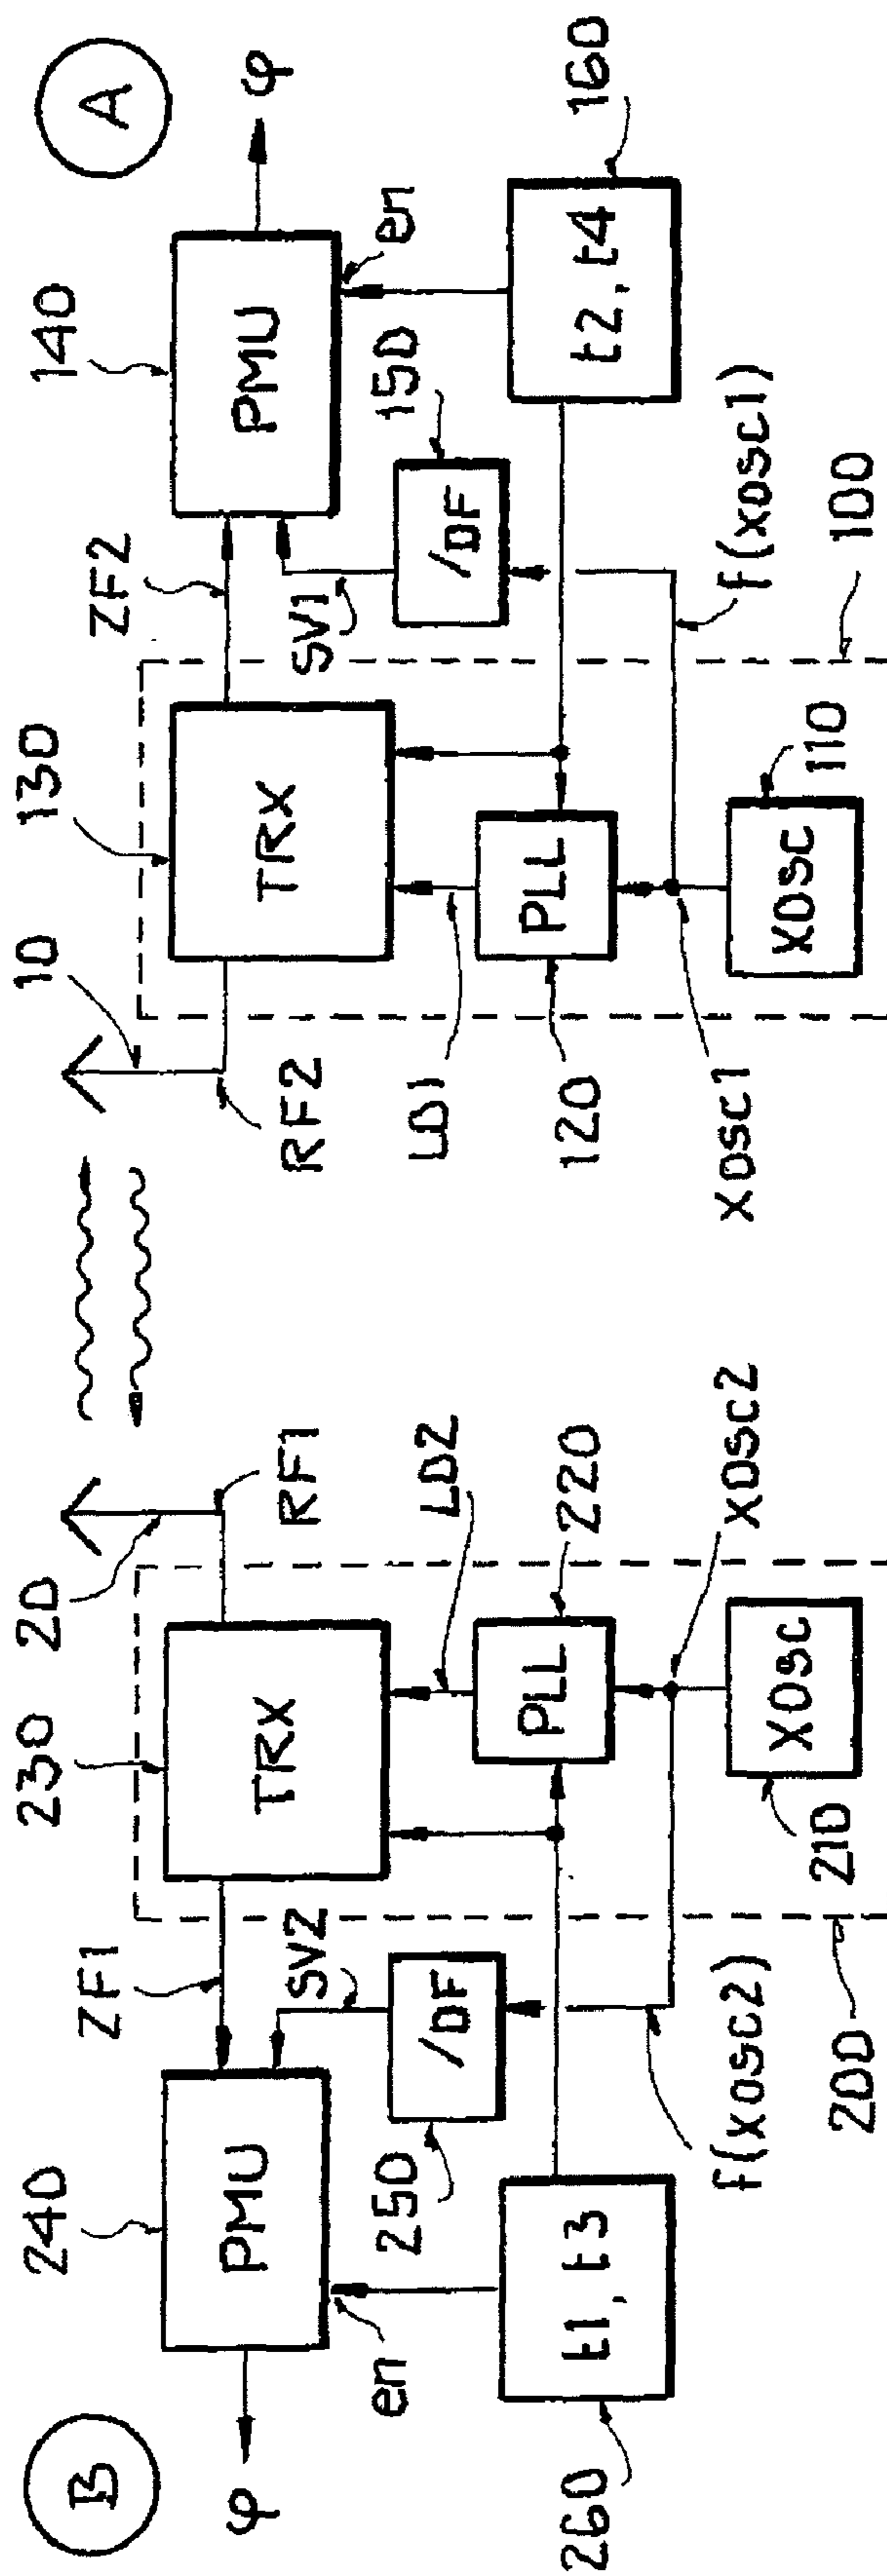 B
240
ZF1
230
20
10
130
ZF2
140
A
φ
PMU
TRX
RF1
RF2
TRX
PMU
φ
en
SV2
LO2
LO1
SV1
en
260
t1, t3
250
/DF
PLL
220
120
PLL
/DF
150
t2, t4
160
f(xosc2)
xosc2
xosc1
f(xosc1)
200
210
XOSC
XOSC
110
100